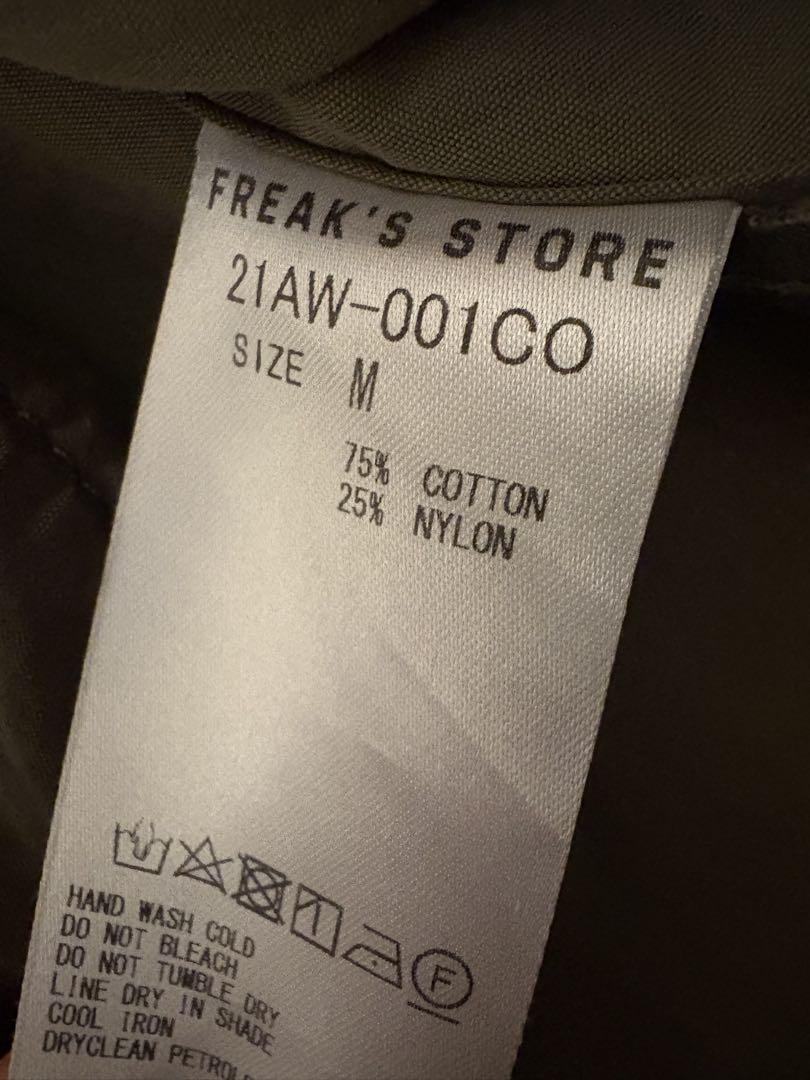 FREAK'S STORE
21AW-001CO
SIZE M
75% COTTON
25% NYLON
F
HAND WASH COLD
DO NOT BLEACH
DO NOT TUMBLE DRY
LINE DRY IN SHADE
COOL IRON
DRYCLEAN